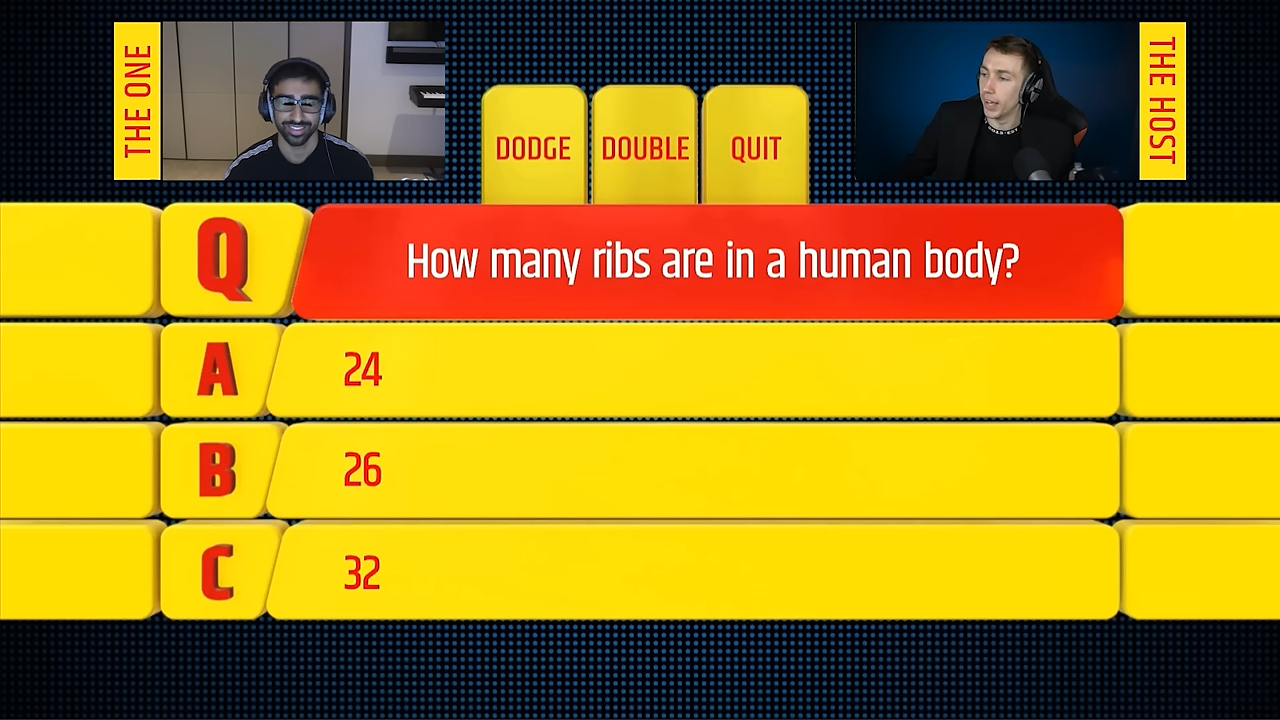 THE ONE
THE HOST
DODGE
DOUBLE
QUIT
Q
How many ribs are in a human body?
A
24
B
26
C
32